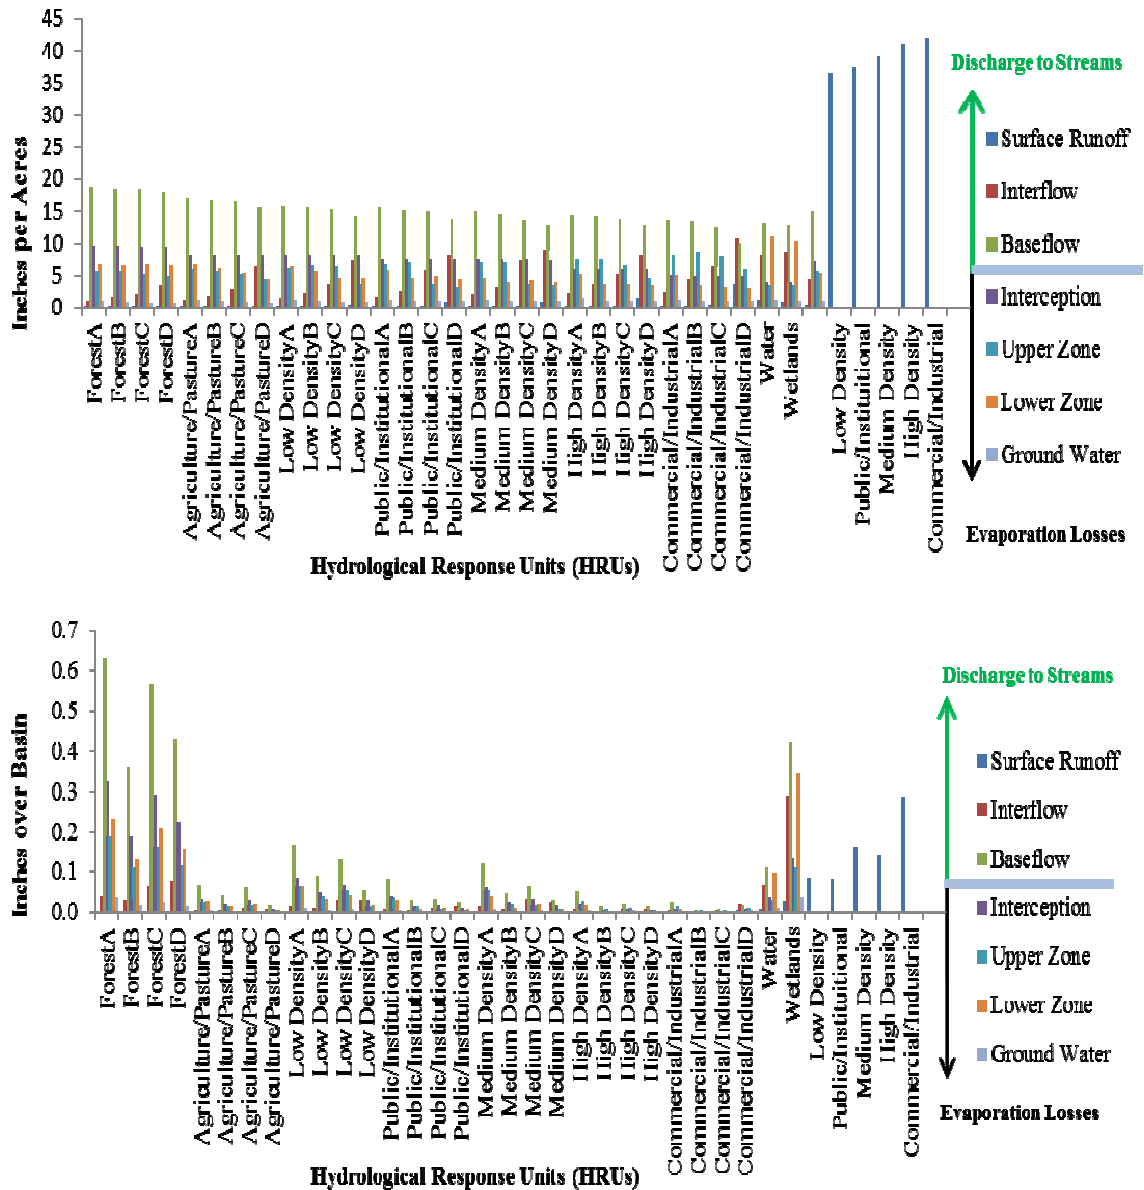 45
40
35
30
25
20
15
10
5
0
Inches per Acres
ForestA
ForestB
ForestC
ForestD
Agriculture/PastureA
Agriculture/PastureB
Agriculture/PastureC
Agriculture/PastureD
Low DensityA
Low DensityB
Low DensityC
Low DensityD
Public/InstitutionalA
Public/InstitutionalB
Public/InstitutionalC
Public/InstitutionalD
Medium DensityA
Medium DensityB
Medium DensityC
Medium DensityD
High DensityA
High DensityB
High DensityC
High DensityD
Commercial/IndustrialA
Commercial/IndustrialB
Commercial/IndustrialC
Commercial/IndustrialD
Water
Wetlands
Low Density
Public/Instituitional
Medium Density
High Density
Commercial/Industrial
Hydrological Response Units (HRUs)
Discharge to Streams
Surface Runoff
Interflow
Baseflow
Interception
Upper Zone
Lower Zone
Ground Water
Evaporation Losses
0.7
0.6
0.5
0.4
0.3
0.2
0.1
0.0
Inches over Basin
ForestA
ForestB
ForestC
ForestD
Agriculture/PastureA
Agriculture/PastureB
Agriculture/PastureC
Agriculture/PastureD
Low DensityA
Low DensityB
Low DensityC
Low DensityD
Public/InstitutionalA
Public/InstitutionalB
Public/InstitutionalC
Public/InstitutionalD
Medium DensityA
Medium DensityB
Medium DensityC
Medium DensityD
High DensityA
High DensityB
High DensityC
High DensityD
Commercial/IndustrialA
Commercial/IndustrialB
Commercial/IndustrialC
Commercial/IndustrialD
Water
Wetlands
Low Density
Public/Instituitional
Medium Density
High Density
Commercial/Industrial
Hydrological Response Units (HRUs)
Discharge to Streams
Surface Runoff
Interflow
Baseflow
Interception
Upper Zone
Lower Zone
Ground Water
Evaporation Losses